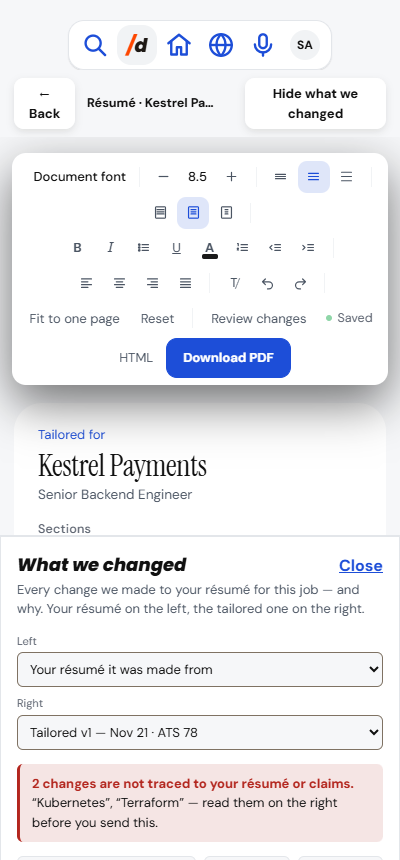 /d
SA
← Back
Résumé · Kestrel Pa...
Hide what we changed
Document font
8.5
B I U A
T/
Fit to one page
Reset
Review changes
Saved
HTML
Download PDF
Tailored for
Kestrel Payments
Senior Backend Engineer
Sections
What we changed
Close
Every change we made to your résumé for this job — and
why. Your résumé on the left, the tailored one on the right.
Left
Your résumé it was made from
Right
Tailored v1 — Nov 21 · ATS 78
2 changes are not traced to your résumé or claims.
“Kubernetes”, “Terraform” — read them on the right
before you send this.